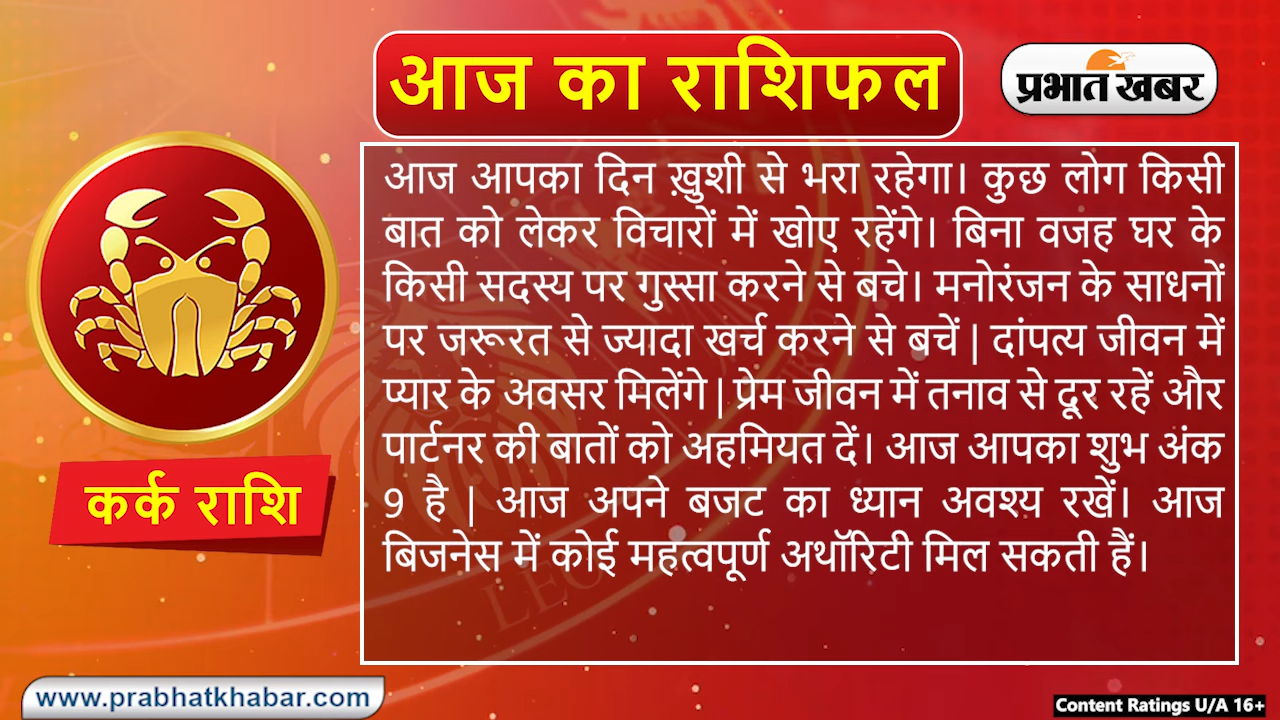 आज का राशिफल
प्रभात खबर
आज आपका दिन ख़ुशी से भरा रहेगा। कुछ लोग किसी
बात को लेकर विचारों में खोए रहेंगे। बिना वजह घर के
किसी सदस्य पर गुस्सा करने से बचे। मनोरंजन के साधनों
पर जरूरत से ज्यादा खर्च करने से बचें | दांपत्य जीवन में
प्यार के अवसर मिलेंगे | प्रेम जीवन में तनाव से दूर रहें और
पार्टनर की बातों को अहमियत दें। आज आपका शुभ अंक
9 है | आज अपने बजट का ध्यान अवश्य रखें। आज
बिजनेस में कोई महत्वपूर्ण अथॉरिटी मिल सकती हैं।
कर्क राशि
LEO
www.prabhatkhabar.com
Content Ratings U/A 16+